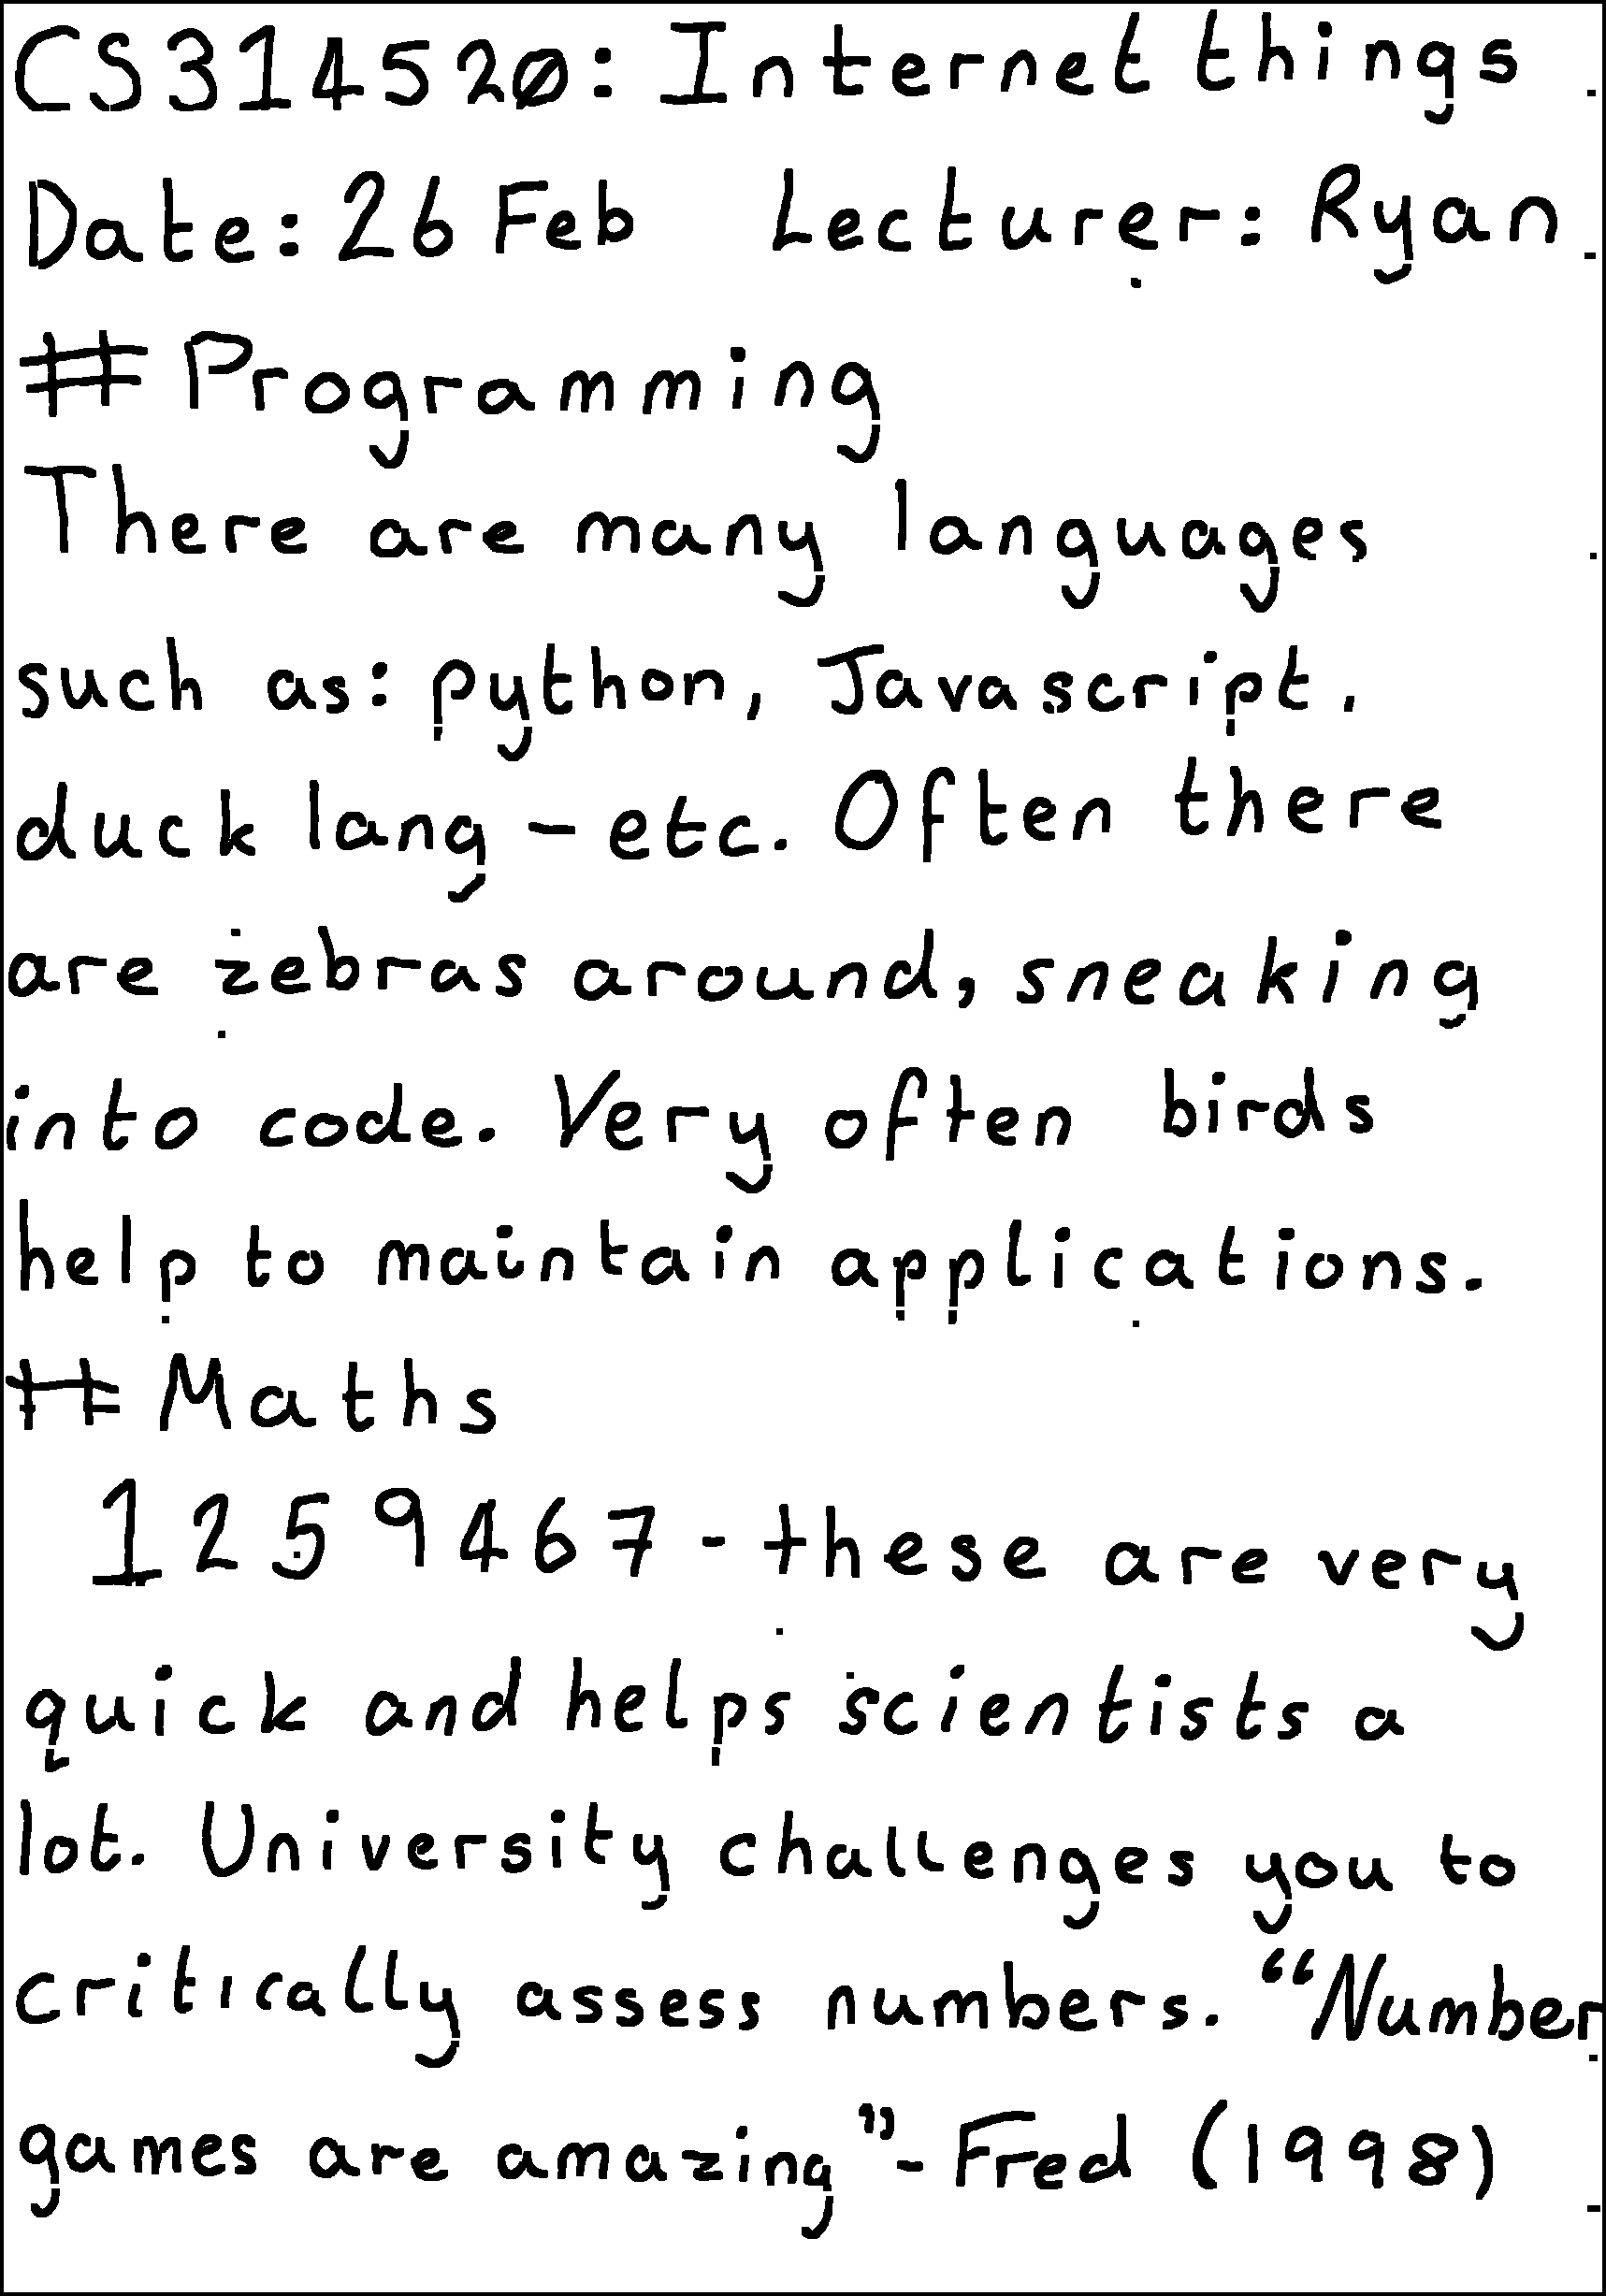 CS314520: Internet things
Date: 26 Feb Lecturer: Ryan
# Programming
There are many languages
such as: python, Javascript,
duck lang - etc. Often there
are zebras around, sneaking
into code. Very often birds
help to maintain applications.
# Maths
1259467 - these are very
quick and helps scientists a
lot. University challenges you to
critically assess numbers. “Number
games are amazing” - Fred (1998)